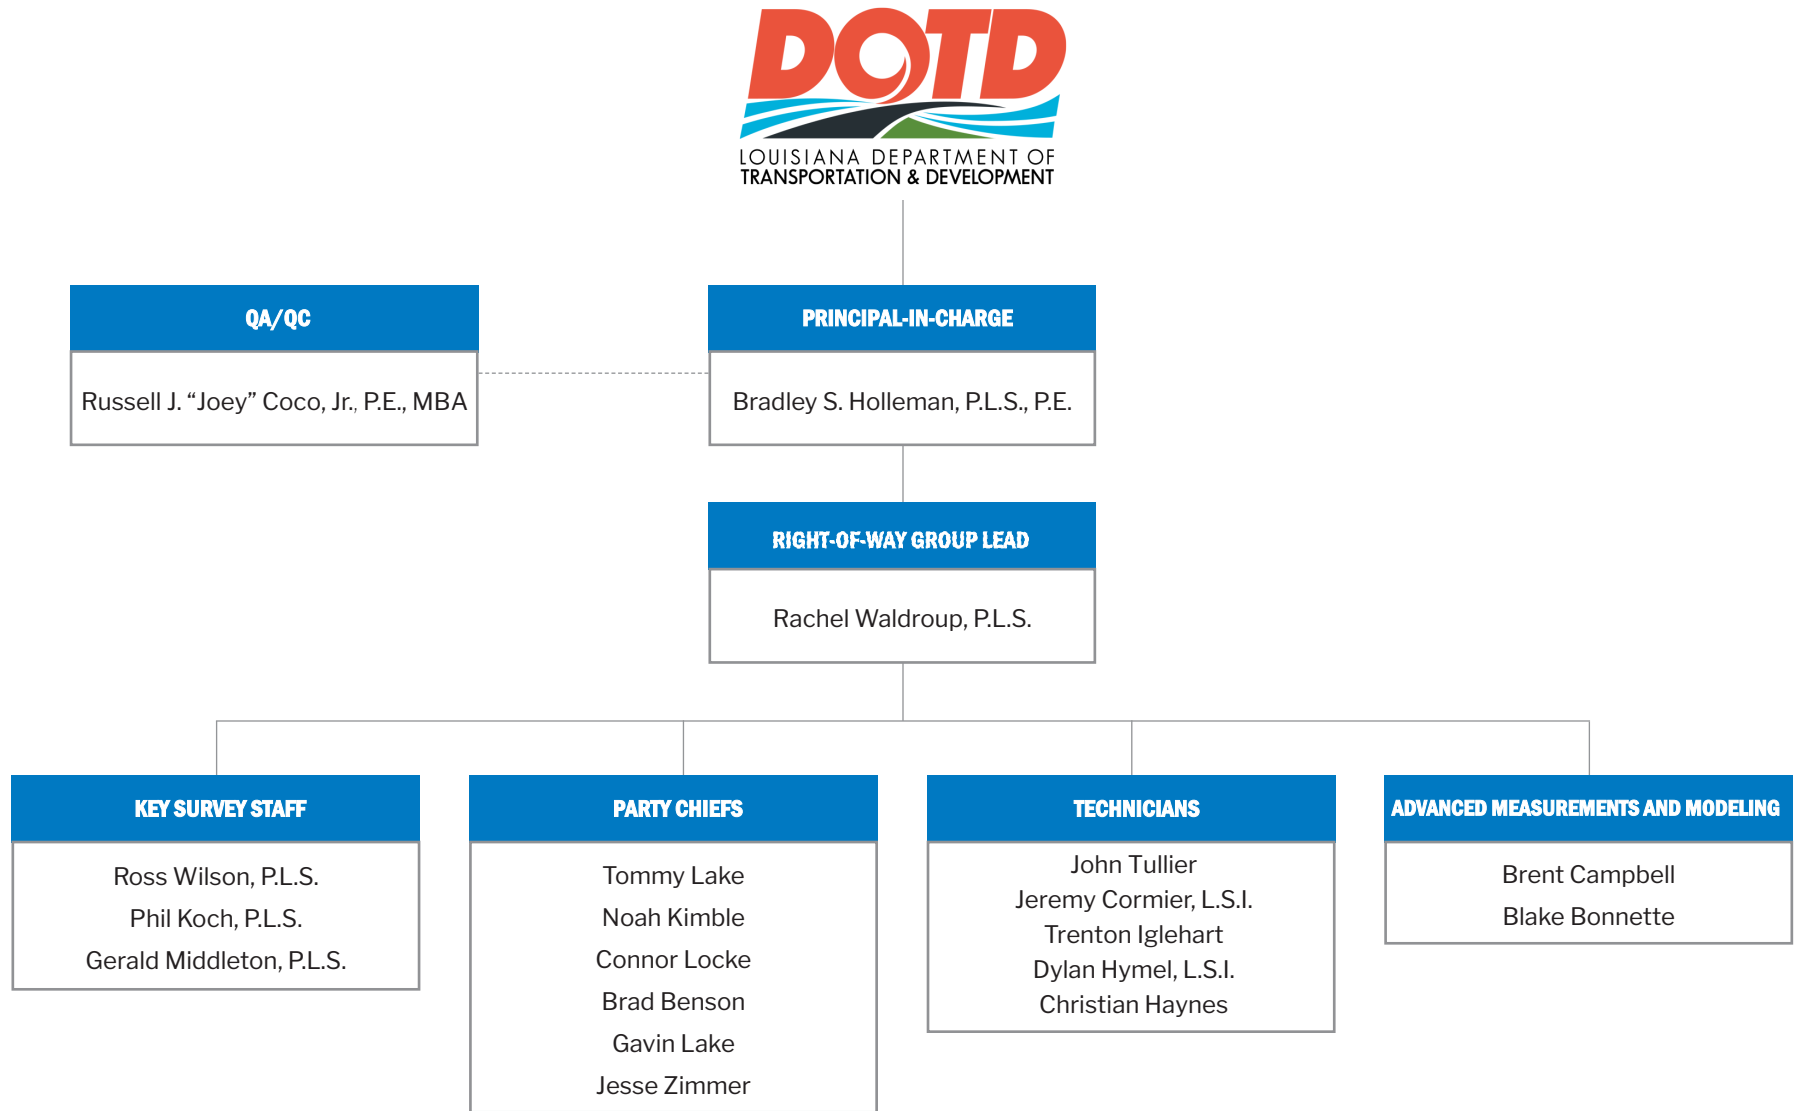 DOTD
LOUISIANA DEPARTMENT OF
TRANSPORTATION & DEVELOPMENT
QA/QC
Russell J. “Joey” Coco, Jr., P.E., MBA
PRINCIPAL-IN-CHARGE
Bradley S. Holleman, P.L.S., P.E.
RIGHT-OF-WAY GROUP LEAD
Rachel Waldroup, P.L.S.
KEY SURVEY STAFF
Ross Wilson, P.L.S.
Phil Koch, P.L.S.
Gerald Middleton, P.L.S.
PARTY CHIEFS
Tommy Lake
Noah Kimble
Connor Locke
Brad Benson
Gavin Lake
Jesse Zimmer
TECHNICIANS
John Tullier
Jeremy Cormier, L.S.I.
Trenton Iglehart
Dylan Hymel, L.S.I.
Christian Haynes
ADVANCED MEASUREMENTS AND MODELING
Brent Campbell
Blake Bonnette